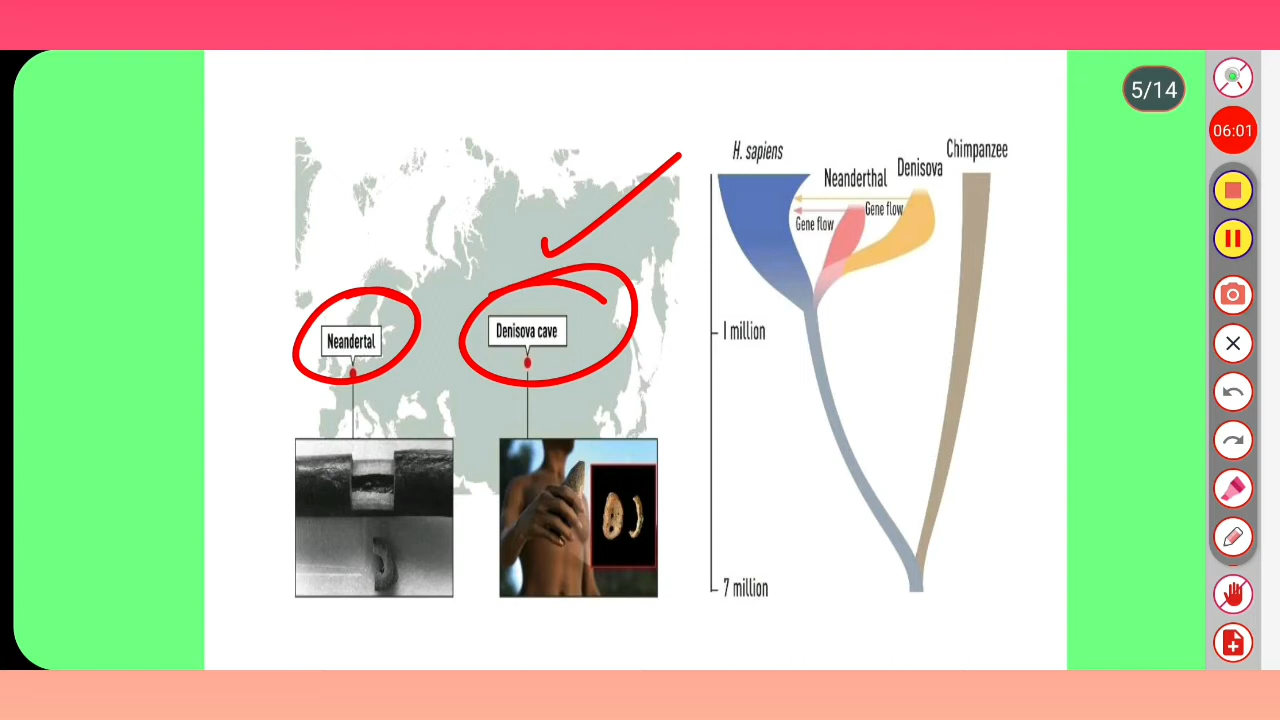 5/14
06:01
H. sapiens
Neanderthal
Denisova
Chimpanzee
Gene flow
Gene flow
Neandertal
Denisova cave
1 million
7 million